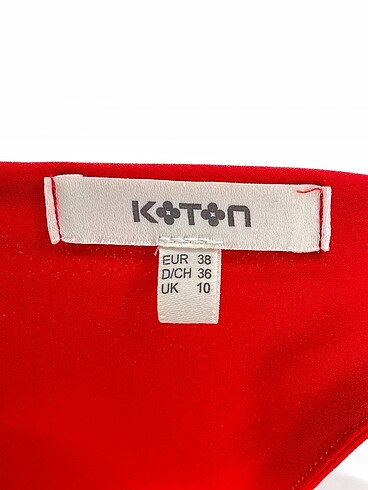 KOTON
EUR 38
D/CH 36
UK 10